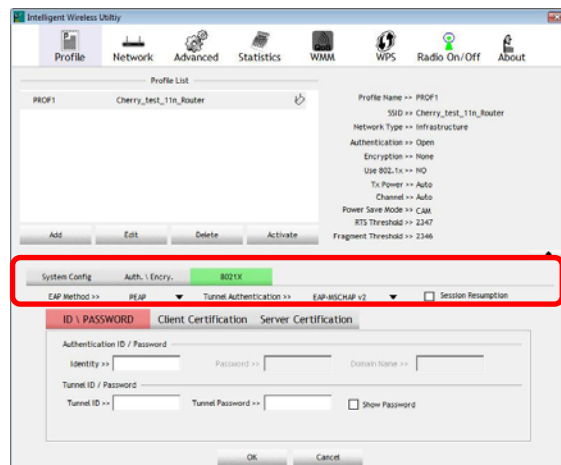 Intelligent Wireless Utiltiy
Profile Network Advanced Statistics WMM WPS Radio On/Off About
QoS
Profile List
PROF1 Cherry_test_11n_Router
Profile Name >> PROF1
SSID >> Cherry_test_11n_Router
Network Type >> Infrastructure
Authentication >> Open
Encryption >> None
Use 802.1x >> NO
Tx Power >> Auto
Channel >> Auto
Power Save Mode >> CAM
RTS Threshold >> 2347
Fragment Threshold >> 2346
Add Edit Delete Activate
System Config Auth. \ Encry. 8021X
EAP Method >> PEAP Tunnel Authentication >> EAP-MSCHAP v2 Session Resumption
ID \ PASSWORD Client Certification Server Certification
Authentication ID / Password
Identity >> Password >> Domain Name >>
Tunnel ID / Password
Tunnel ID >> Tunnel Password >> Show Password
OK Cancel